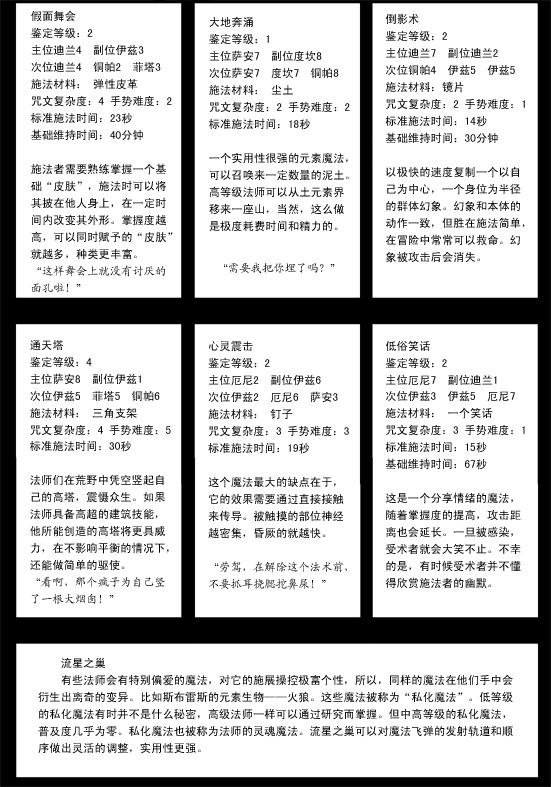 假面舞会
鉴定等级：2
主位迪兰4 副位伊兹3
次位迪兰4 铜帕2 菲塔3
施法材料： 弹性皮革
咒文复杂度：4 手势难度：2
标准施法时间：23秒
基础维持时间：40分钟
施法者需要熟练掌握一个基
础“皮肤”，施法时可以将
其披在他人身上，在一定时
间内改变其外形。掌握度越
高，可以同时赋予的“皮肤”
就越多，种类更丰富。
“这样舞会上就没有讨厌的
面孔啦！”
大地奔涌
鉴定等级：1
主位萨安7 副位度坎8
次位萨安7 度坎7 铜帕8
施法材料： 尘土
咒文复杂度：2 手势难度：2
标准施法时间：18秒
一个实用性很强的元素魔法，
可以召唤来一定数量的泥土。
高等级法师可以从土元素界
移来一座山，当然，这么做
是极度耗费时间和精力的。
“需要我把你埋了吗？”
倒影术
鉴定等级：2
主位迪兰7 副位迪兰2
次位铜帕4 伊兹5 伊兹5
施法材料：镜片
咒文复杂度：2 手势难度：1
标准施法时间：14秒
基础维持时间：30分钟
以极快的速度复制一个以自
己为中心，一个身位为半径
的群体幻象。幻象和本体的
动作一致，但胜在施法简单，
在冒险中常常可以救命。幻
象被攻击后会消失。
通天塔
鉴定等级：4
主位萨安8 副位伊兹1
次位伊兹5 菲塔5 铜帕6
施法材料： 三角支架
咒文复杂度：4 手势难度：5
标准施法时间：30秒
法师们在荒野中凭空竖起自
己的高塔，震慑众生。如果
法师具备高超的建筑技能，
他所能创造的高塔将更具威
力，在不影响平衡的情况下，
还能做简单的驱使。
“看啊，那个疯子为自己竖
了一根大烟囱！”
心灵震击
鉴定等级：2
主位厄尼2 副位伊兹6
次位伊兹2 厄尼6 萨安3
施法材料： 钉子
咒文复杂度：3 手势难度：3
标准施法时间：19秒
这个魔法最大的缺点在于，
它的效果需要通过直接接触
来传导。被触摸的部位神经
越密集，昏厥的就越快。
“劳驾，在解除这个法术前，
不要抓耳挠腮挖鼻屎！”
低俗笑话
鉴定等级：2
主位厄尼7 副位迪兰1
次位伊兹3 伊兹5 厄尼7
施法材料： 一个笑话
咒文复杂度：3 手势难度：1
标准施法时间：15秒
基础维持时间：67秒
这是一个分享情绪的魔法，
随着掌握度的提高，攻击距
离也会延长。一旦被感染，
受术者就会大笑不止。不幸
的是，有时候受术者并不懂
得欣赏施法者的幽默。
流星之巢
有些法师会有特别偏爱的魔法，对它的施展操控极富个性，所以，同样的魔法在他们手中会
衍生出离奇的变异。比如斯布雷斯的元素生物——火狼。这些魔法被称为“私化魔法”。低等级
的私化魔法有时并不是什么秘密，高级法师一样可以通过研究而掌握。但中高等级的私化魔法，
普及度几乎为零。私化魔法也被称为法师的灵魂魔法。流星之巢可以对魔法飞弹的发射轨道和顺
序做出灵活的调整，实用性更强。